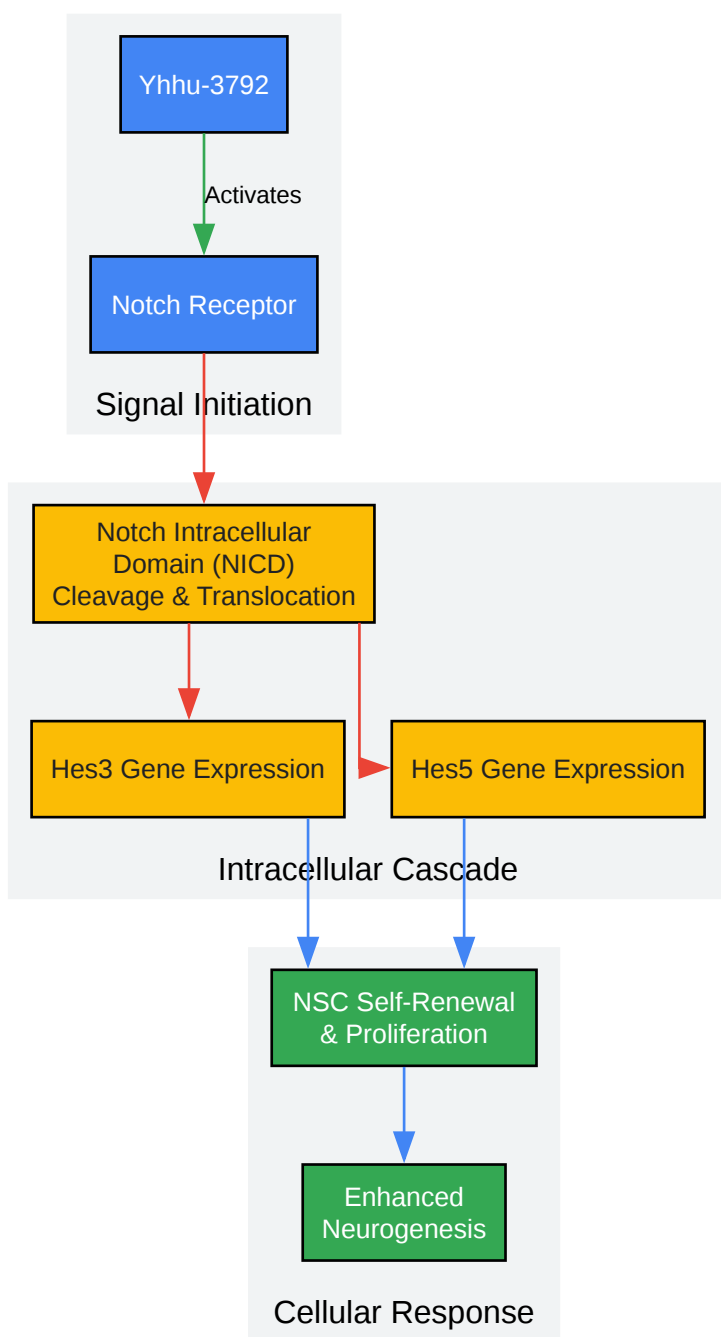 Yhhu-3792
Activates
Notch Receptor
Signal Initiation
Notch Intracellular
Domain (NICD)
Cleavage & Translocation
Hes3 Gene Expression
Hes5 Gene Expression
Intracellular Cascade
NSC Self-Renewal
& Proliferation
Enhanced
Neurogenesis
Cellular Response